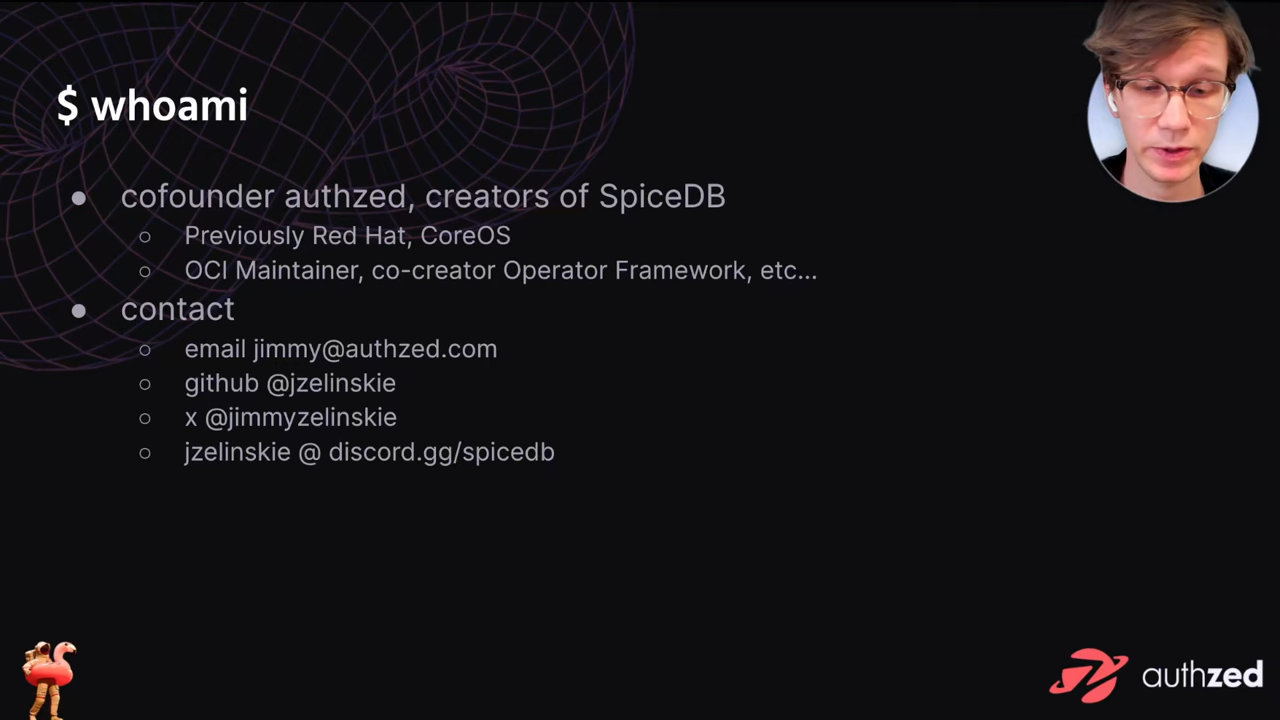 $ whoami
● cofounder authzed, creators of SpiceDB
○ Previously Red Hat, CoreOS
○ OCI Maintainer, co-creator Operator Framework, etc...
● contact
○ email jimmy@authzed.com
○ github @jzelinskie
○ x @jimmyzelinskie
○ jzelinskie @ discord.gg/spicedb
authzed